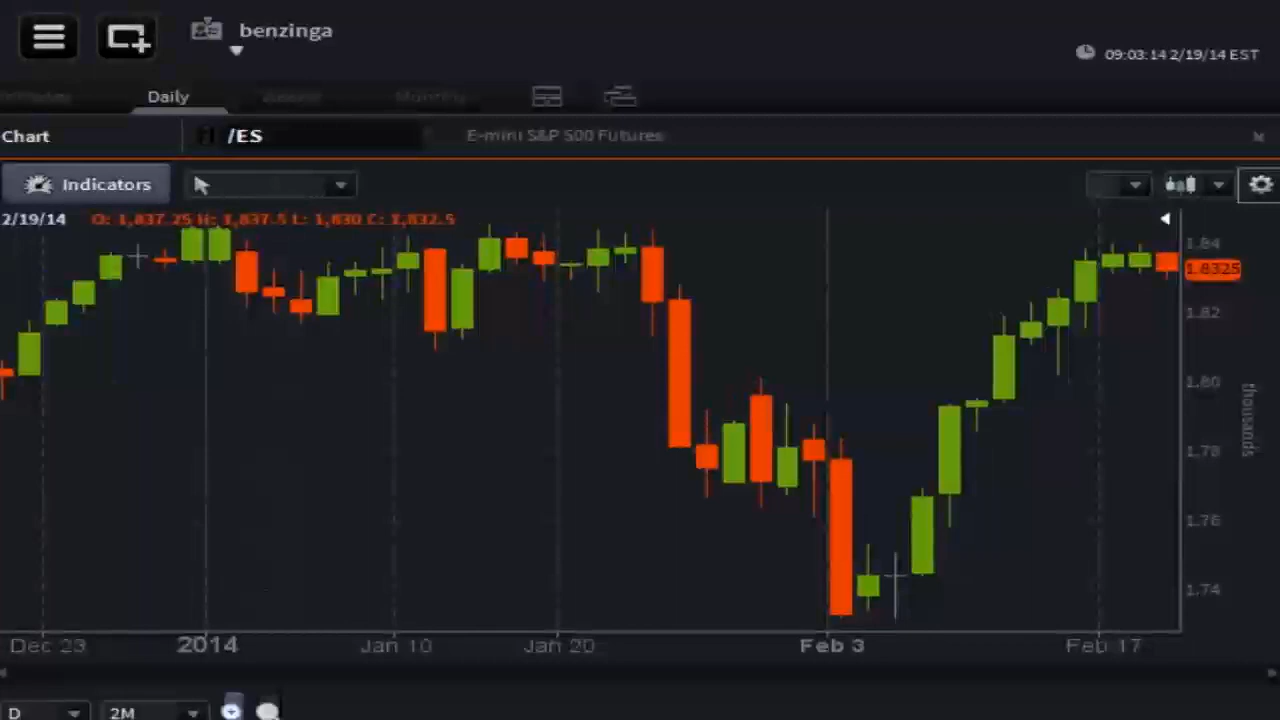 benzinga
09:03:14 2/19/14 EST
Daily Monthly
Chart /ES E-mini S&P 500 Futures
Indicators
2/19/14 O: 1,837.25 H: 1,837.5 L: 1,830 C: 1,832.5
1.84
1.8325
1.82
1.80
1.78
1.76
1.74
thousands
Dec 23 2014 Jan 10 Jan 20 Feb 3 Feb 17
D 2M